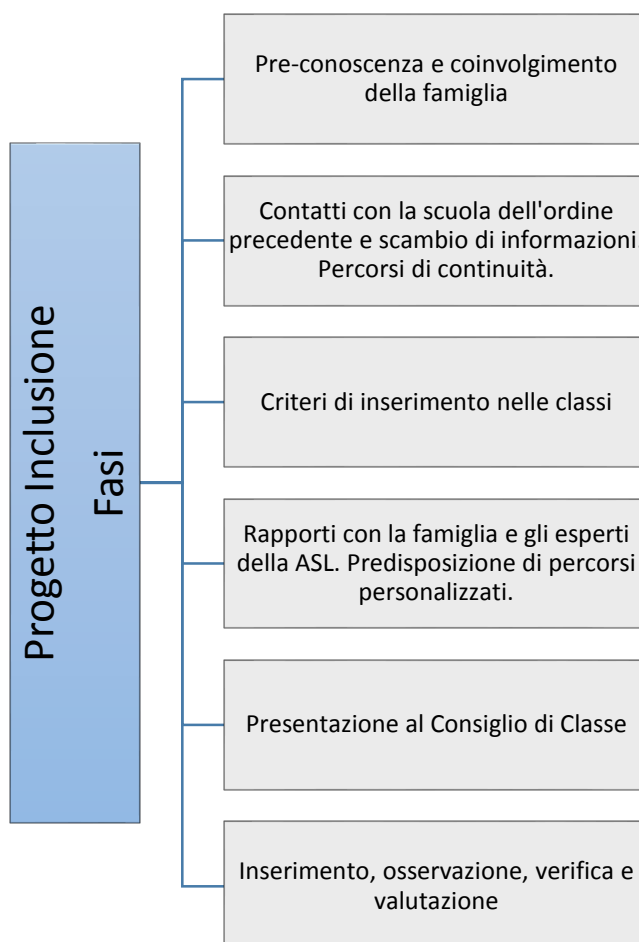 Progetto Inclusione
Fasi
Pre-conoscenza e coinvolgimento
della famiglia
Contatti con la scuola dell'ordine
precedente e scambio di informazioni.
Percorsi di continuità.
Criteri di inserimento nelle classi
Rapporti con la famiglia e gli esperti
della ASL. Predisposizione di percorsi
personalizzati.
Presentazione al Consiglio di Classe
Inserimento, osservazione, verifica e
valutazione